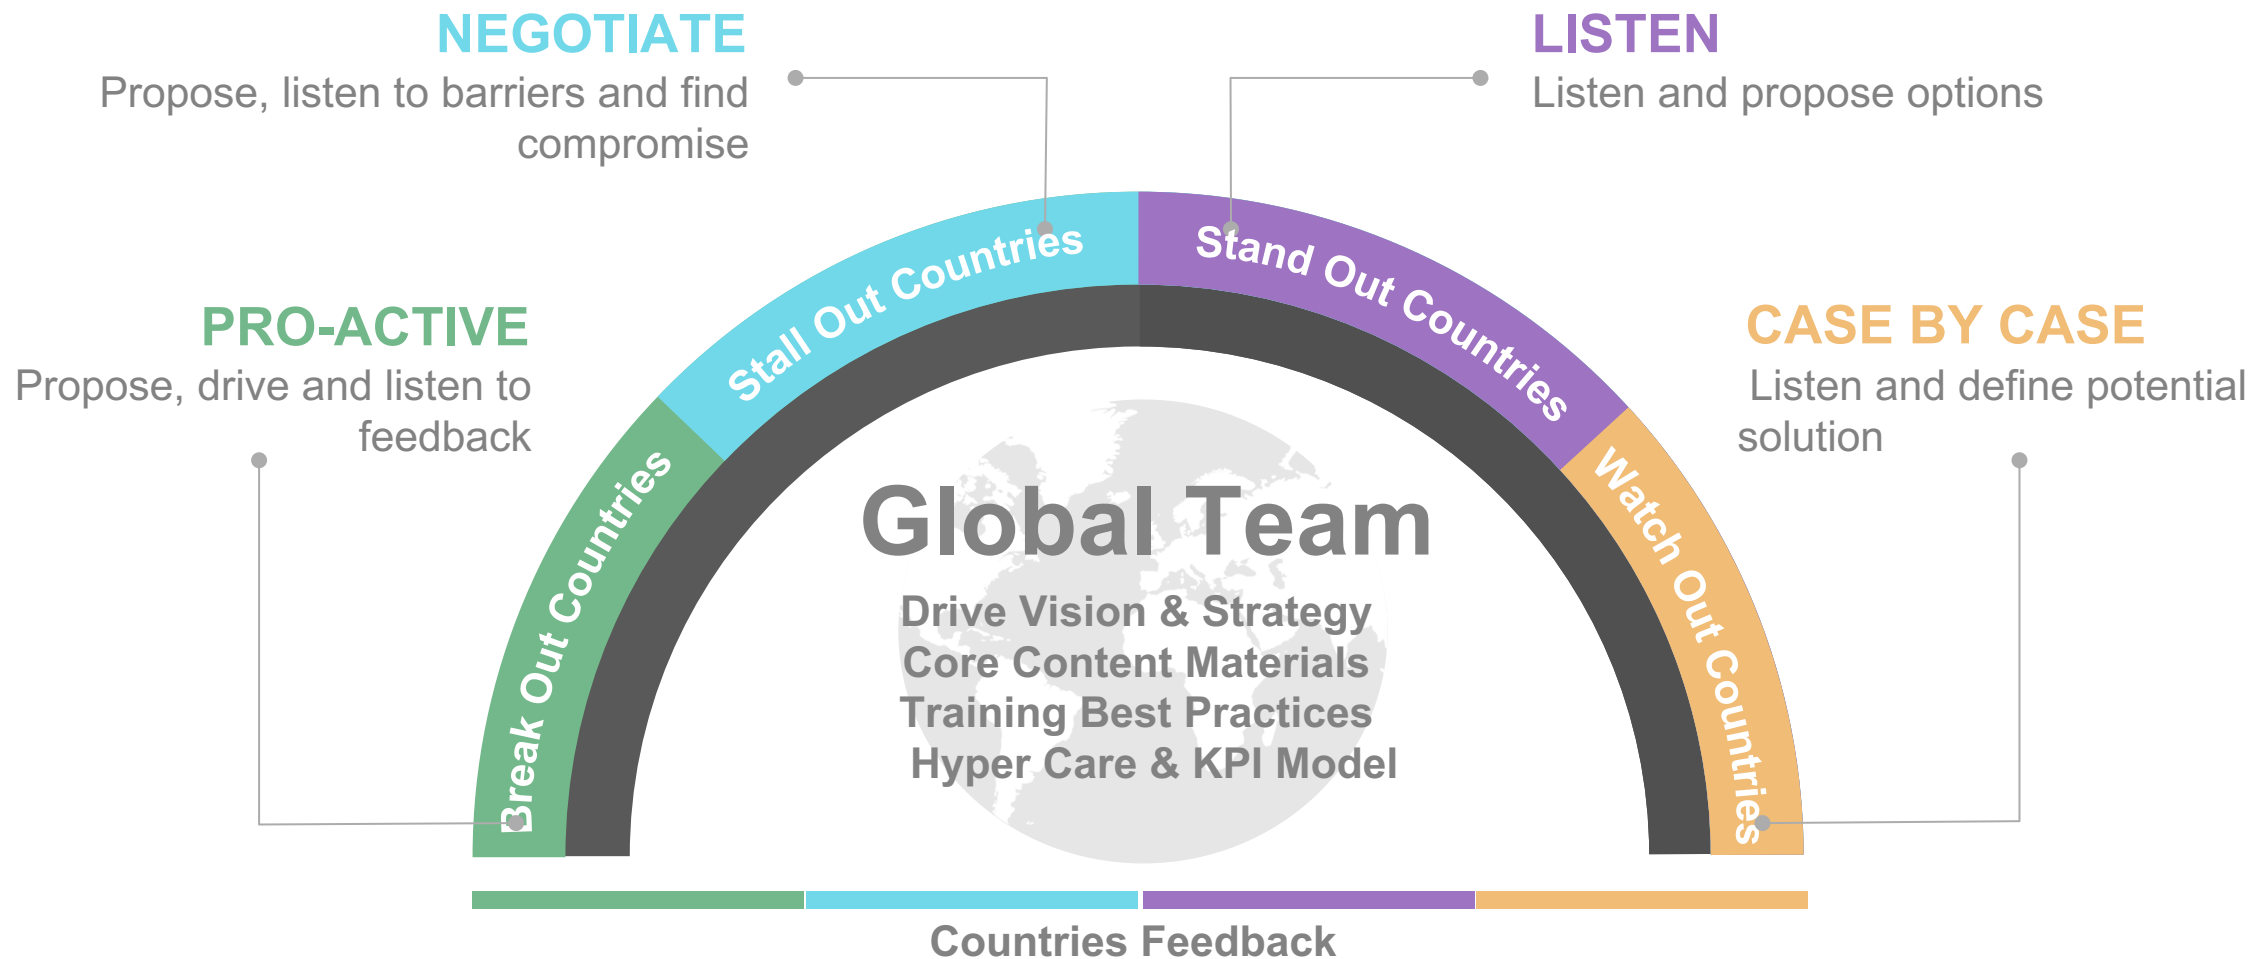 NEGOTIATE
Propose, listen to barriers and find
compromise
LISTEN
Listen and propose options
PRO-ACTIVE
Propose, drive and listen to
feedback
CASE BY CASE
Listen and define potential
solution
Break Out Countries
Stall Out Countries
Stand Out Countries
Watch Out Countries
Global Team
Drive Vision & Strategy
Core Content Materials
Training Best Practices
Hyper Care & KPI Model
Countries Feedback